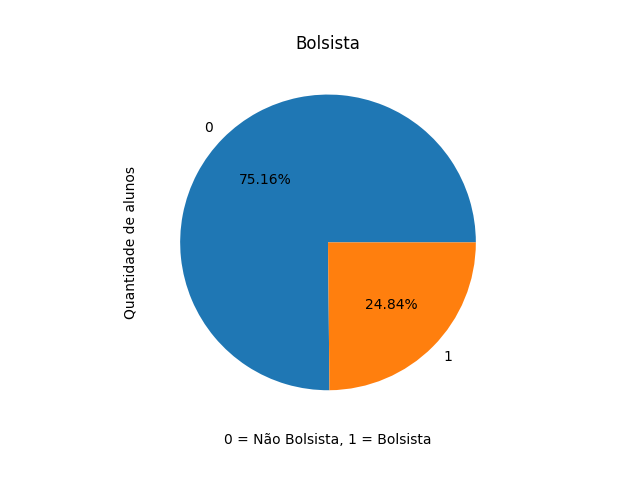 Bolsista
0
75.16%
Quantidade de alunos
24.84%
1
0 = Não Bolsista, 1 = Bolsista